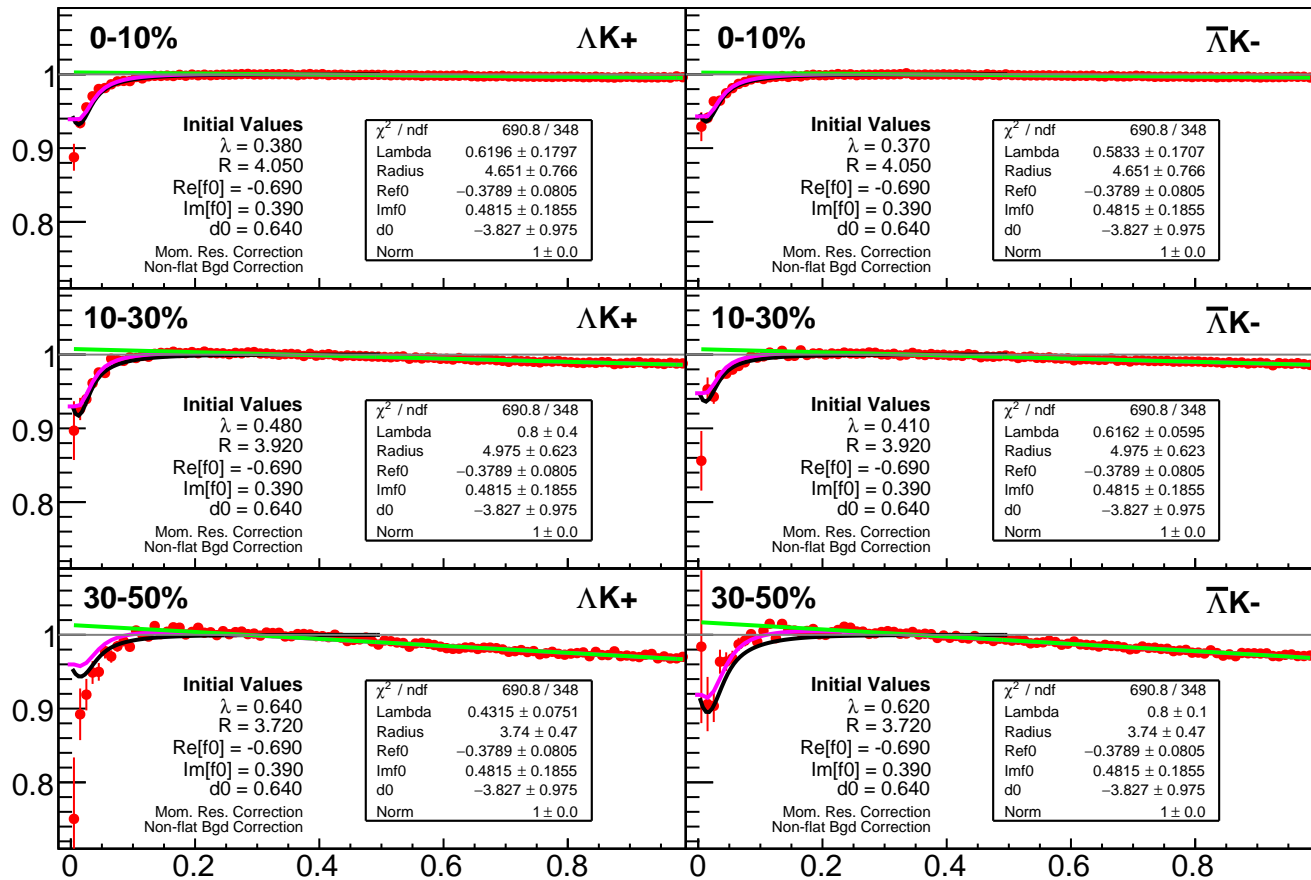 0-10%
ΛK+
1
0.9
0.8
Initial Values
λ = 0.380
R = 4.050
Re[f0] = -0.690
Im[f0] = 0.390
d0 = 0.640
Mom. Res. Correction
Non-flat Bgd Correction
χ² / ndf 690.8 / 348
Lambda 0.6196 ± 0.1797
Radius 4.651 ± 0.766
Ref0 −0.3789 ± 0.0805
Imf0 0.4815 ± 0.1855
d0 −3.827 ± 0.975
Norm 1 ± 0.0
0-10%
Λ̅K-
Initial Values
λ = 0.370
R = 4.050
Re[f0] = -0.690
Im[f0] = 0.390
d0 = 0.640
Mom. Res. Correction
Non-flat Bgd Correction
χ² / ndf 690.8 / 348
Lambda 0.5833 ± 0.1707
Radius 4.651 ± 0.766
Ref0 −0.3789 ± 0.0805
Imf0 0.4815 ± 0.1855
d0 −3.827 ± 0.975
Norm 1 ± 0.0
10-30%
ΛK+
1
0.9
0.8
Initial Values
λ = 0.480
R = 3.920
Re[f0] = -0.690
Im[f0] = 0.390
d0 = 0.640
Mom. Res. Correction
Non-flat Bgd Correction
χ² / ndf 690.8 / 348
Lambda 0.8 ± 0.4
Radius 4.975 ± 0.623
Ref0 −0.3789 ± 0.0805
Imf0 0.4815 ± 0.1855
d0 −3.827 ± 0.975
Norm 1 ± 0.0
10-30%
Λ̅K-
Initial Values
λ = 0.410
R = 3.920
Re[f0] = -0.690
Im[f0] = 0.390
d0 = 0.640
Mom. Res. Correction
Non-flat Bgd Correction
χ² / ndf 690.8 / 348
Lambda 0.6162 ± 0.0595
Radius 4.975 ± 0.623
Ref0 −0.3789 ± 0.0805
Imf0 0.4815 ± 0.1855
d0 −3.827 ± 0.975
Norm 1 ± 0.0
30-50%
ΛK+
1
0.9
0.8
Initial Values
λ = 0.640
R = 3.720
Re[f0] = -0.690
Im[f0] = 0.390
d0 = 0.640
Mom. Res. Correction
Non-flat Bgd Correction
χ² / ndf 690.8 / 348
Lambda 0.4315 ± 0.0751
Radius 3.74 ± 0.47
Ref0 −0.3789 ± 0.0805
Imf0 0.4815 ± 0.1855
d0 −3.827 ± 0.975
Norm 1 ± 0.0
30-50%
Λ̅K-
Initial Values
λ = 0.620
R = 3.720
Re[f0] = -0.690
Im[f0] = 0.390
d0 = 0.640
Mom. Res. Correction
Non-flat Bgd Correction
χ² / ndf 690.8 / 348
Lambda 0.8 ± 0.1
Radius 3.74 ± 0.47
Ref0 −0.3789 ± 0.0805
Imf0 0.4815 ± 0.1855
d0 −3.827 ± 0.975
Norm 1 ± 0.0
0 0.2 0.4 0.6 0.8 0 0.2 0.4 0.6 0.8